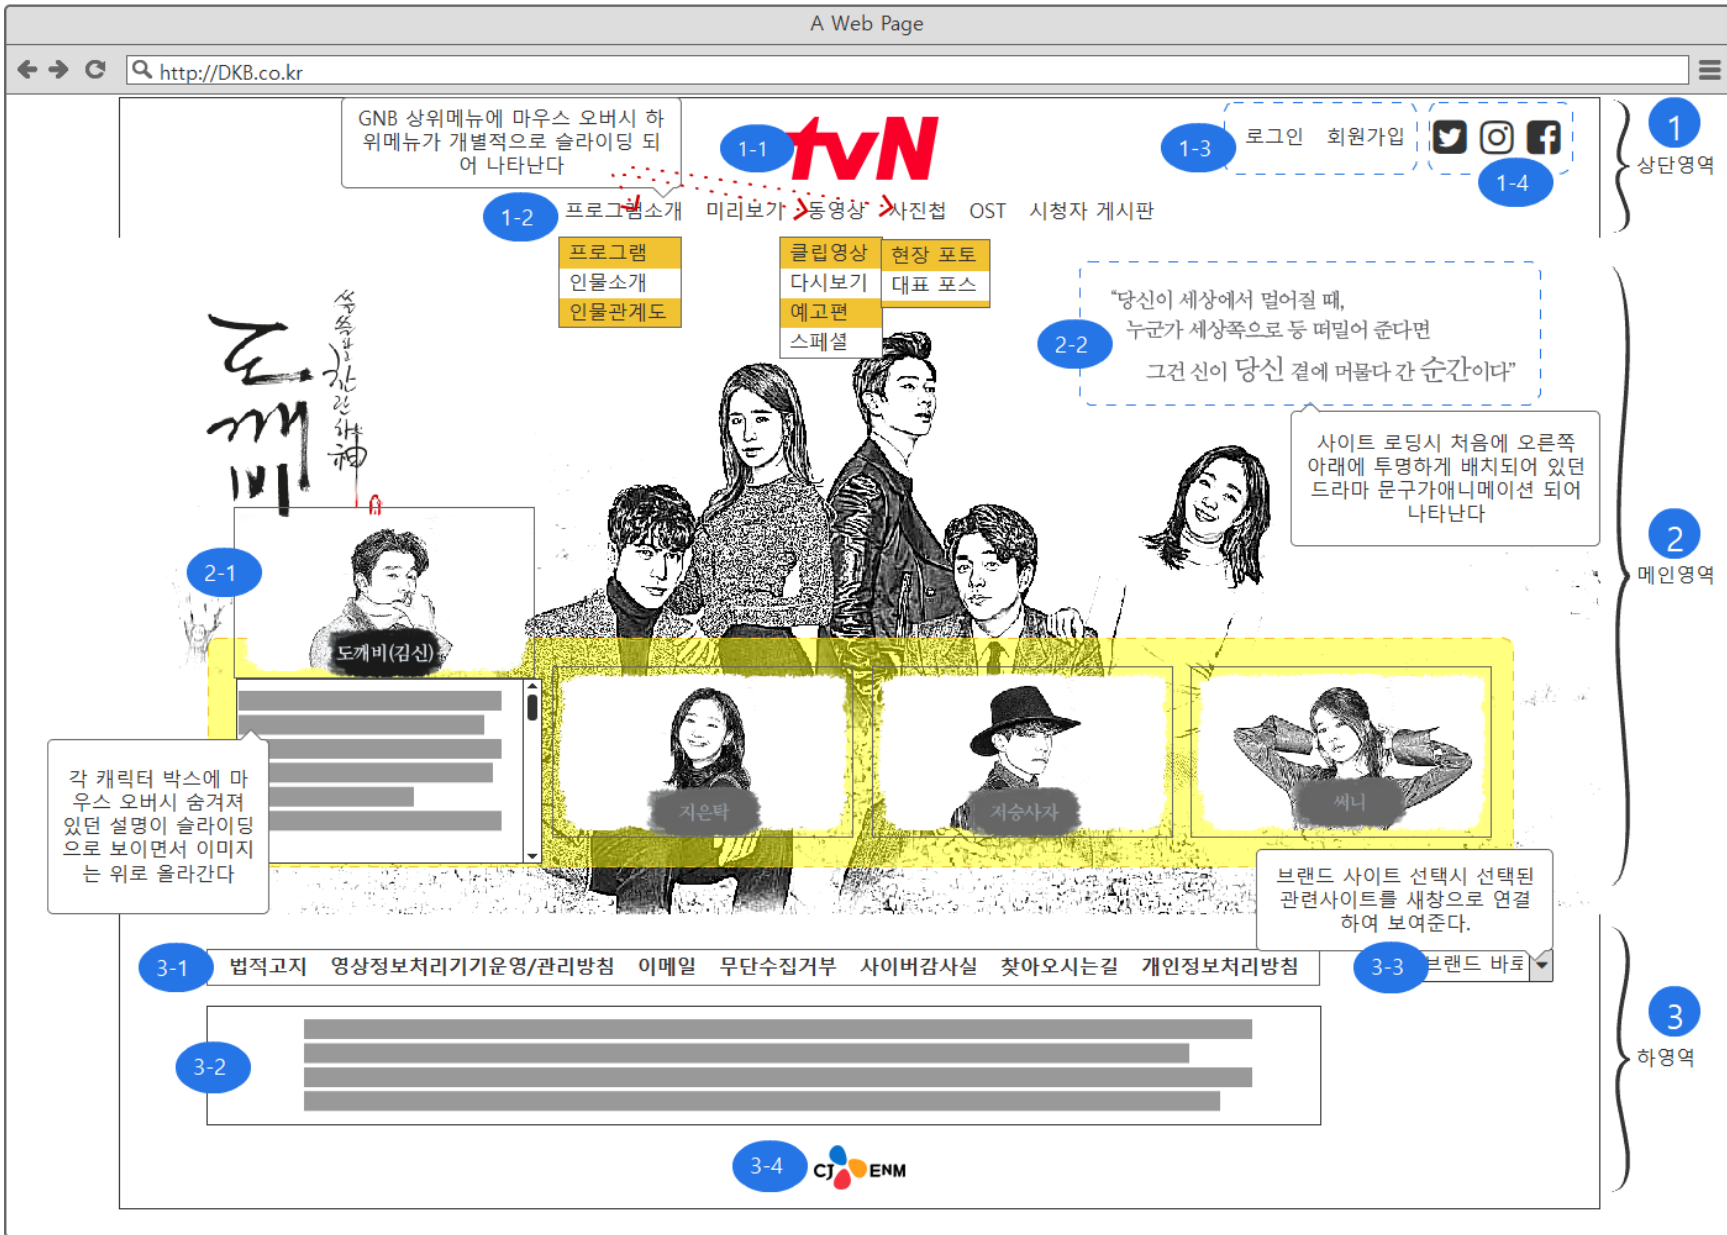 A Web Page
http://DKB.co.kr
GNB 상위메뉴에 마우스 오버시 하
위메뉴가 개별적으로 슬라이딩 되
어 나타난다
1-1
tvN
1-3
로그인 회원가입
1-4
1
상단영역
1-2
프로그램소개 미리보기 동영상 사진첩 OST 시청자 게시판
프로그램
인물소개
인물관계도
클립영상
다시보기
예고편
스페셜
현장 포토
대표 포스
도깨비
쓸쓸하고 찬란하神
2-2
“당신이 세상에서 멀어질 때,
누군가 세상쪽으로 등 떠밀어 준다면
그건 신이 당신 곁에 머물다 간 순간이다”
사이트 로딩시 처음에 오른쪽
아래에 투명하게 배치되어 있던
드라마 문구가애니메이션 되어
나타난다
2
메인영역
2-1
도깨비(김신)
지은탁
저승사자
써니
각 캐릭터 박스에 마
우스 오버시 숨겨져
있던 설명이 슬라이딩
으로 보이면서 이미지
는 위로 올라간다
브랜드 사이트 선택시 선택된
관련사이트를 새창으로 연결
하여 보여준다.
3-1
법적고지 영상정보처리기기운영/관리방침 이메일 무단수집거부 사이버감사실 찾아오시는길 개인정보처리방침
3-3
브랜드 바로
3
하영역
3-2
3-4
CJ ENM